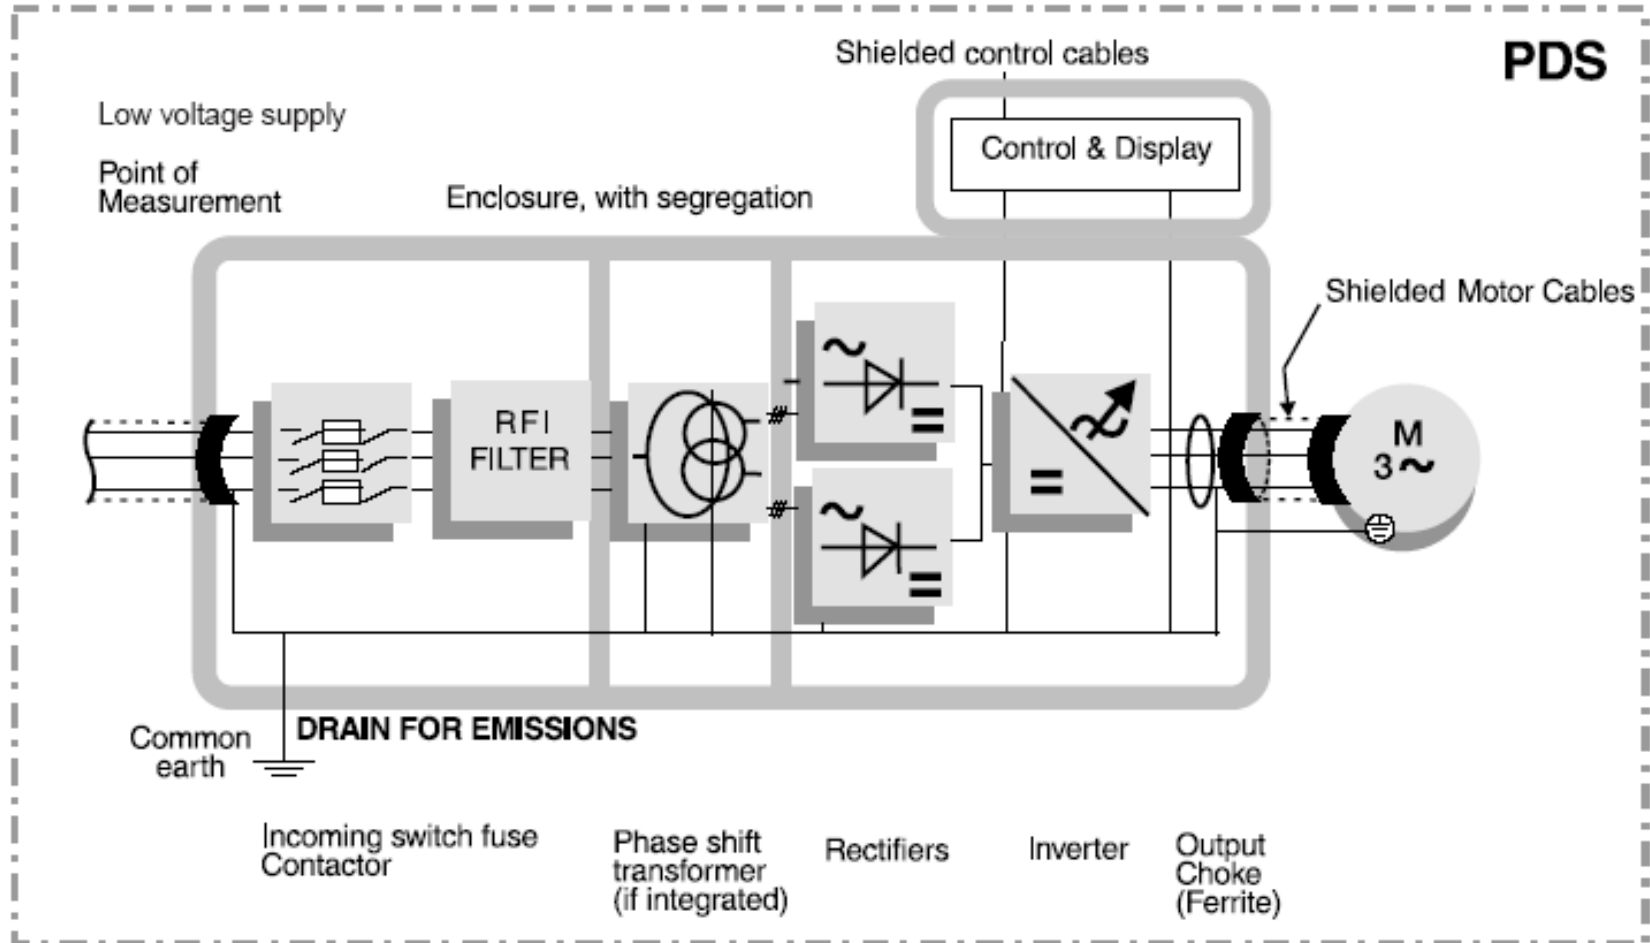 Shielded control cables
PDS
Low voltage supply
Control & Display
Point of
Measurement
Enclosure, with segregation
Shielded Motor Cables
RFI
FILTER
M
3~
DRAIN FOR EMISSIONS
Common
earth
Incoming switch fuse
Contactor
Phase shift
transformer
(if integrated)
Rectifiers
Inverter
Output
Choke
(Ferrite)